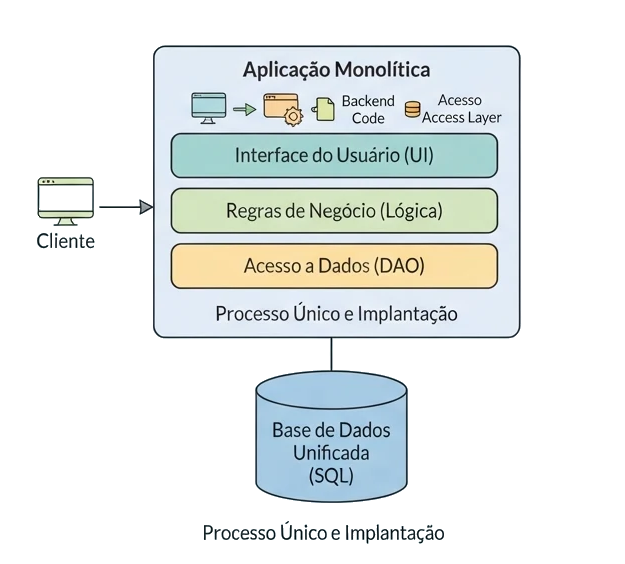 Aplicação Monolítica
Backend
Code
Acesso
Access Layer
Interface do Usuário (UI)
Regras de Negócio (Lógica)
Acesso a Dados (DAO)
Processo Único e Implantação
Cliente
Base de Dados
Unificada
(SQL)
Processo Único e Implantação